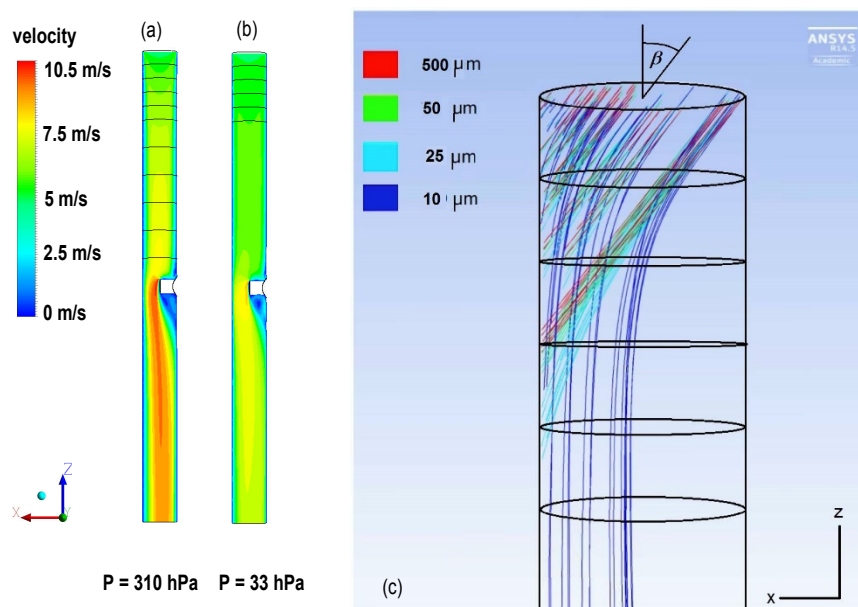 (a)
(b)
velocity
10.5 m/s
7.5 m/s
5 m/s
2.5 m/s
0 m/s
Z
X
Y
P = 310 hPa
P = 33 hPa
ANSYS
R14.5
Academic
β
500 µm
50 µm
25 µm
10 µm
z
x
(c)